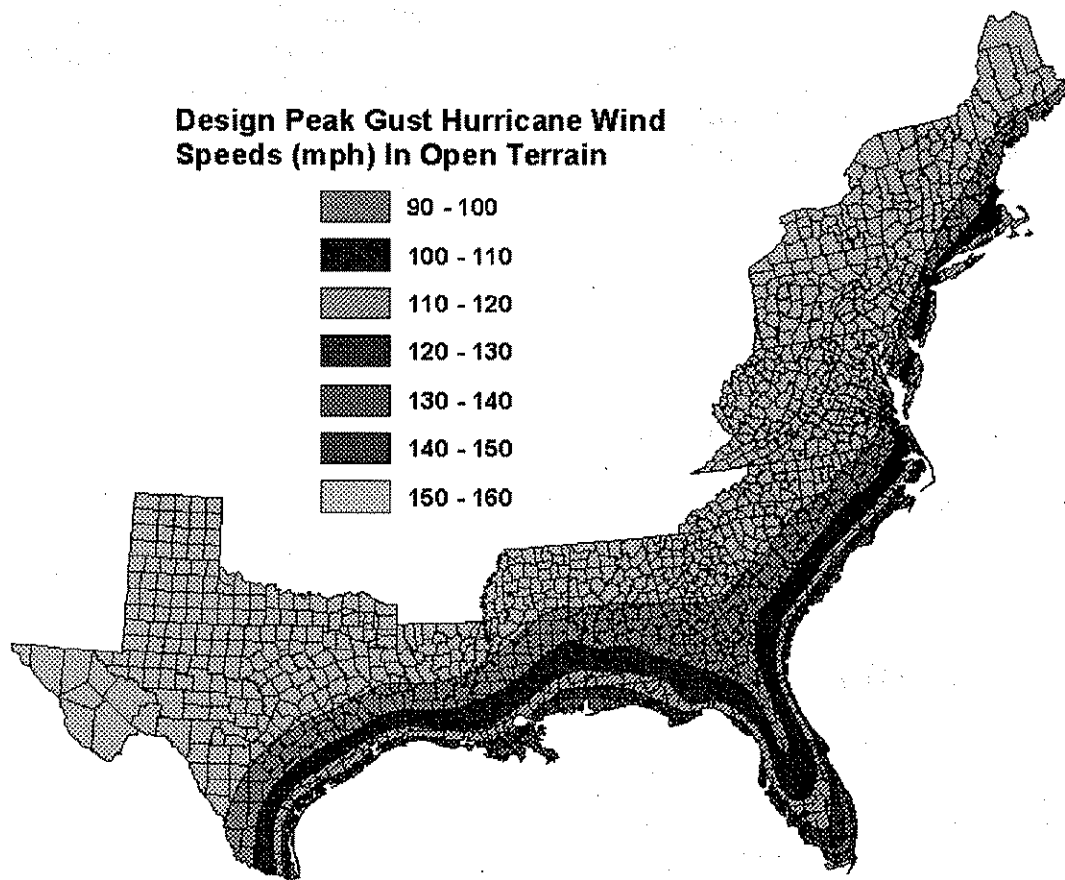 Design Peak Gust Hurricane Wind
Speeds (mph) In Open Terrain
90 - 100
100 - 110
110 - 120
120 - 130
130 - 140
140 - 150
150 - 160